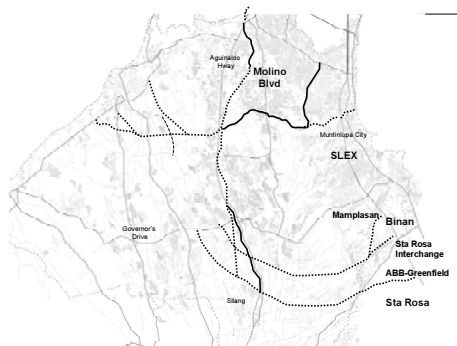 Aguinaldo
Hway
Molino
Blvd
Muntinlupa City
SLEX
Mamplasan
Binan
Governor's
Drive
Sta Rosa
Interchange
ABB-Greenfield
Silang
Sta Rosa